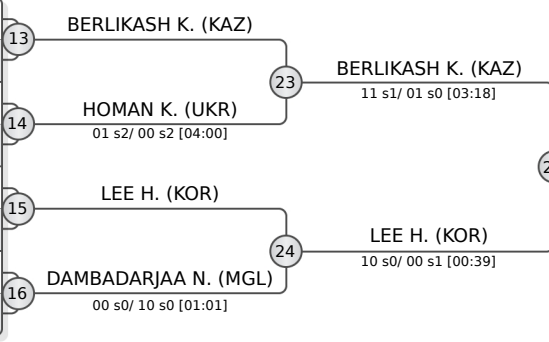 BERLIKASH K. (KAZ)
13
23
BERLIKASH K. (KAZ)
11 s1/ 01 s0 [03:18]
HOMAN K. (UKR)
14
01 s2/ 00 s2 [04:00]
LEE H. (KOR)
15
24
LEE H. (KOR)
10 s0/ 00 s1 [00:39]
DAMBADARJAA N. (MGL)
16
00 s0/ 10 s0 [01:01]